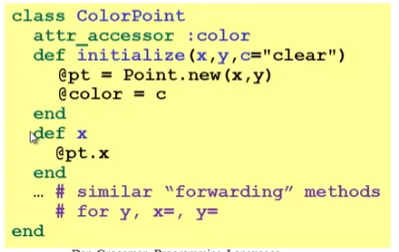 class ColorPoint
attr_accessor :color
def initialize(x,y,c="clear")
@pt = Point.new(x,y)
@color = c
end
def x
@pt.x
end
… # similar “forwarding” methods
# for y, x=, y=
end